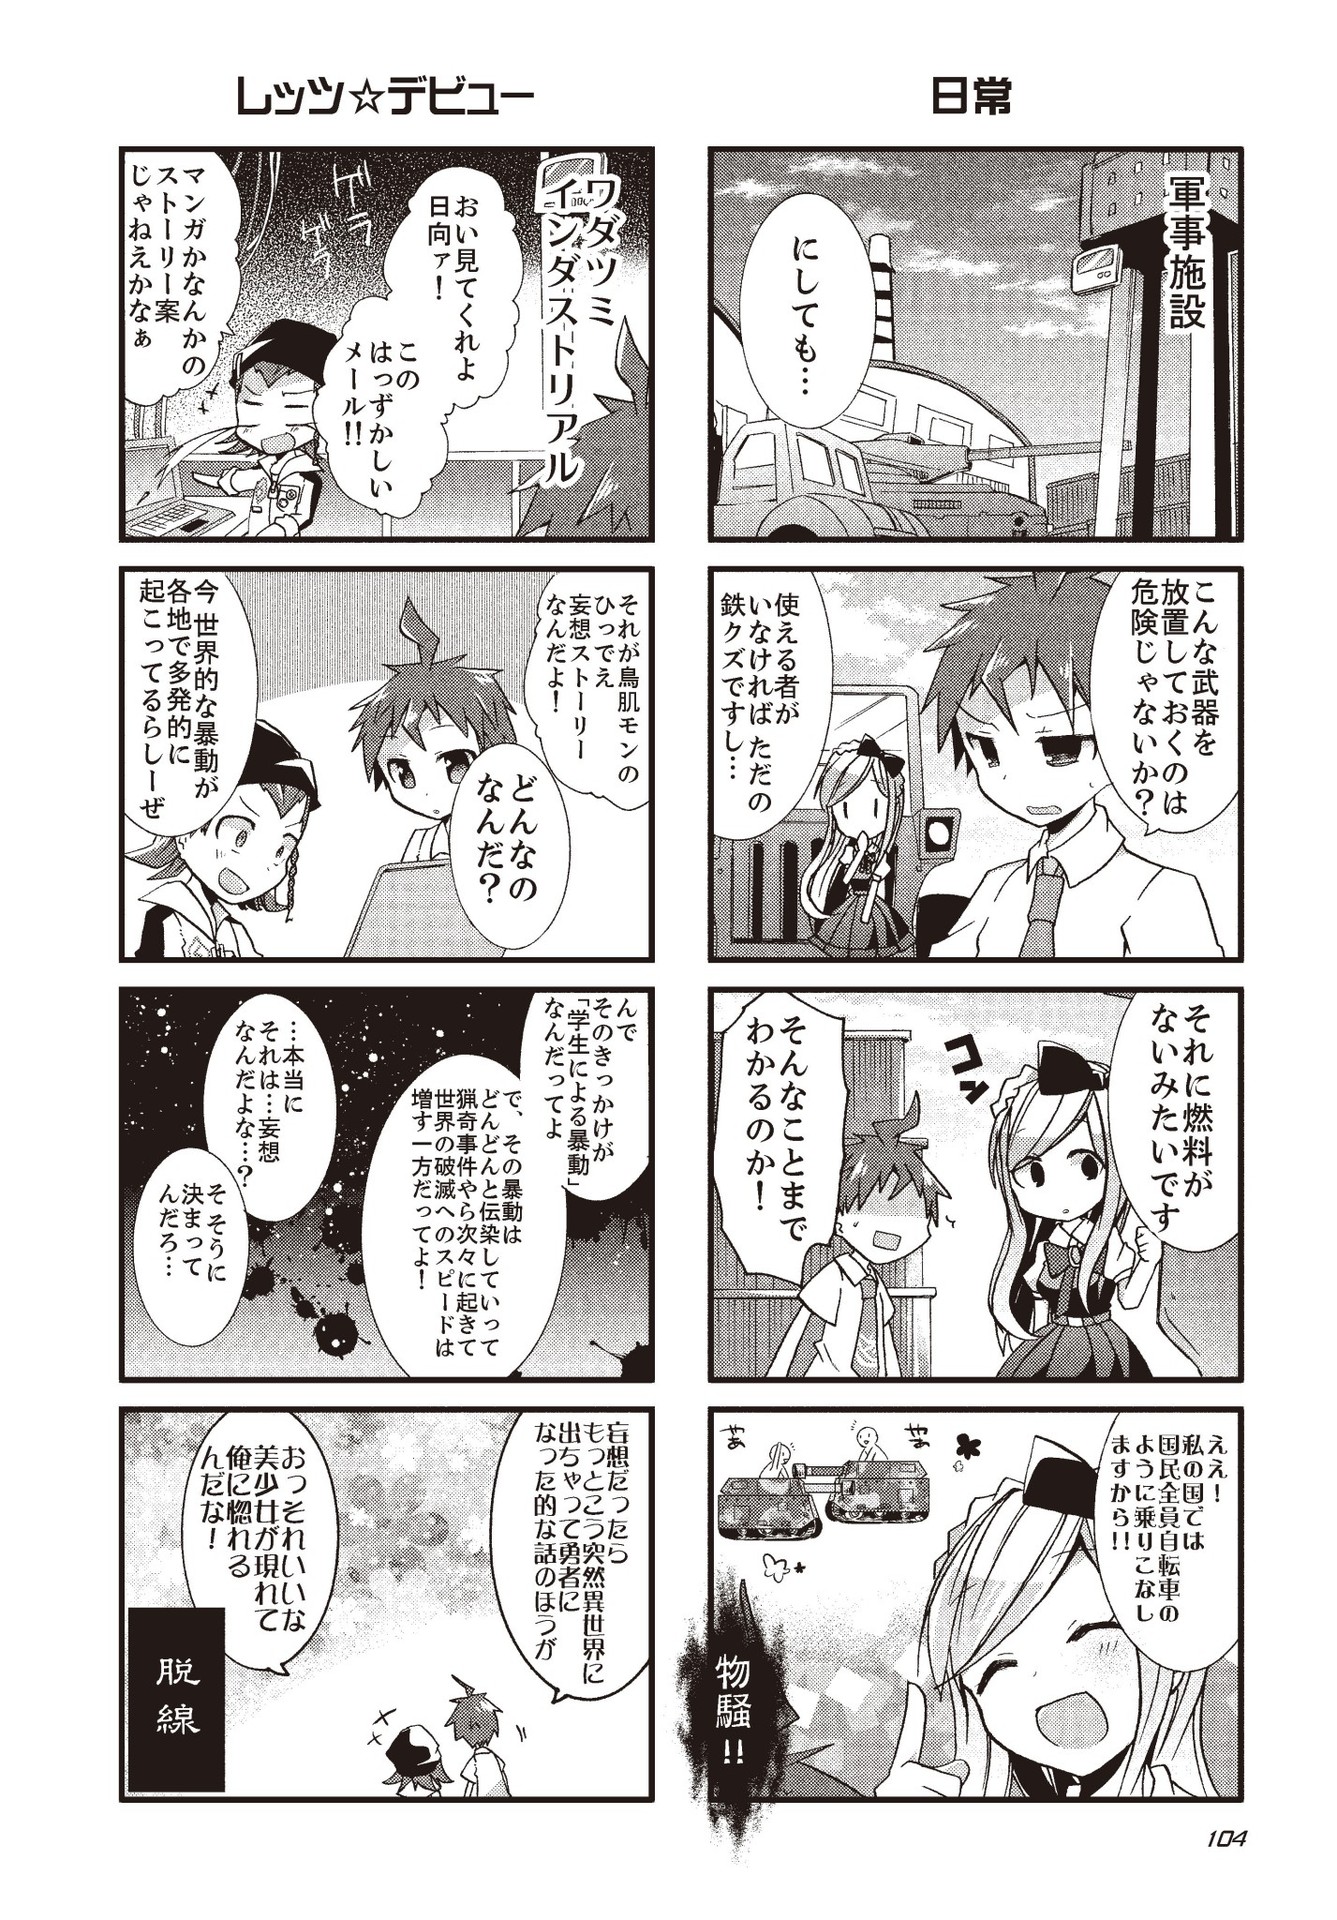 日常
軍事施設
にしても…
こんな武器を
放置しておくのは
危険じゃないか？
使える者が
いなければただの
鉄クズですし…
それに燃料が
ないみたいです
コン
そんなことまで
わかるのか！
ええ！
私の国では
国民全員自転車の
ように乗りこなし
ますから!!
やぁ
やぁ
物騒!!
レッツ☆デビュー
ワダツミ
インダストリアル
おい見てくれよ
日向ァ！
この
はっずかしい
メール!!
ゲラ
ゲラ
マンガかなんかの
ストーリー案
じゃねえかなぁ
それが鳥肌モンの
ひっでえ
妄想ストーリー
なんだよ！
どんなの
なんだ？
今世界的な暴動が
各地で多発的に
起こってるらしーぜ
んで
そのきっかけが
「学生による暴動」
なんだってよ
で、その暴動は
どんどんと伝染していって
猟奇事件やら次々に起きて
世界の破滅へのスピードは
増す一方だってよ！
…本当に
それは…妄想
なんだよな…？
そそうに
決まって
んだろ…
妄想だったら
もっとこう突然異世界に
出ちゃって勇者に
なった的な話のほうが
おっそれいいな
美少女が現れて
俺に惚れる
んだな！
脱線
104